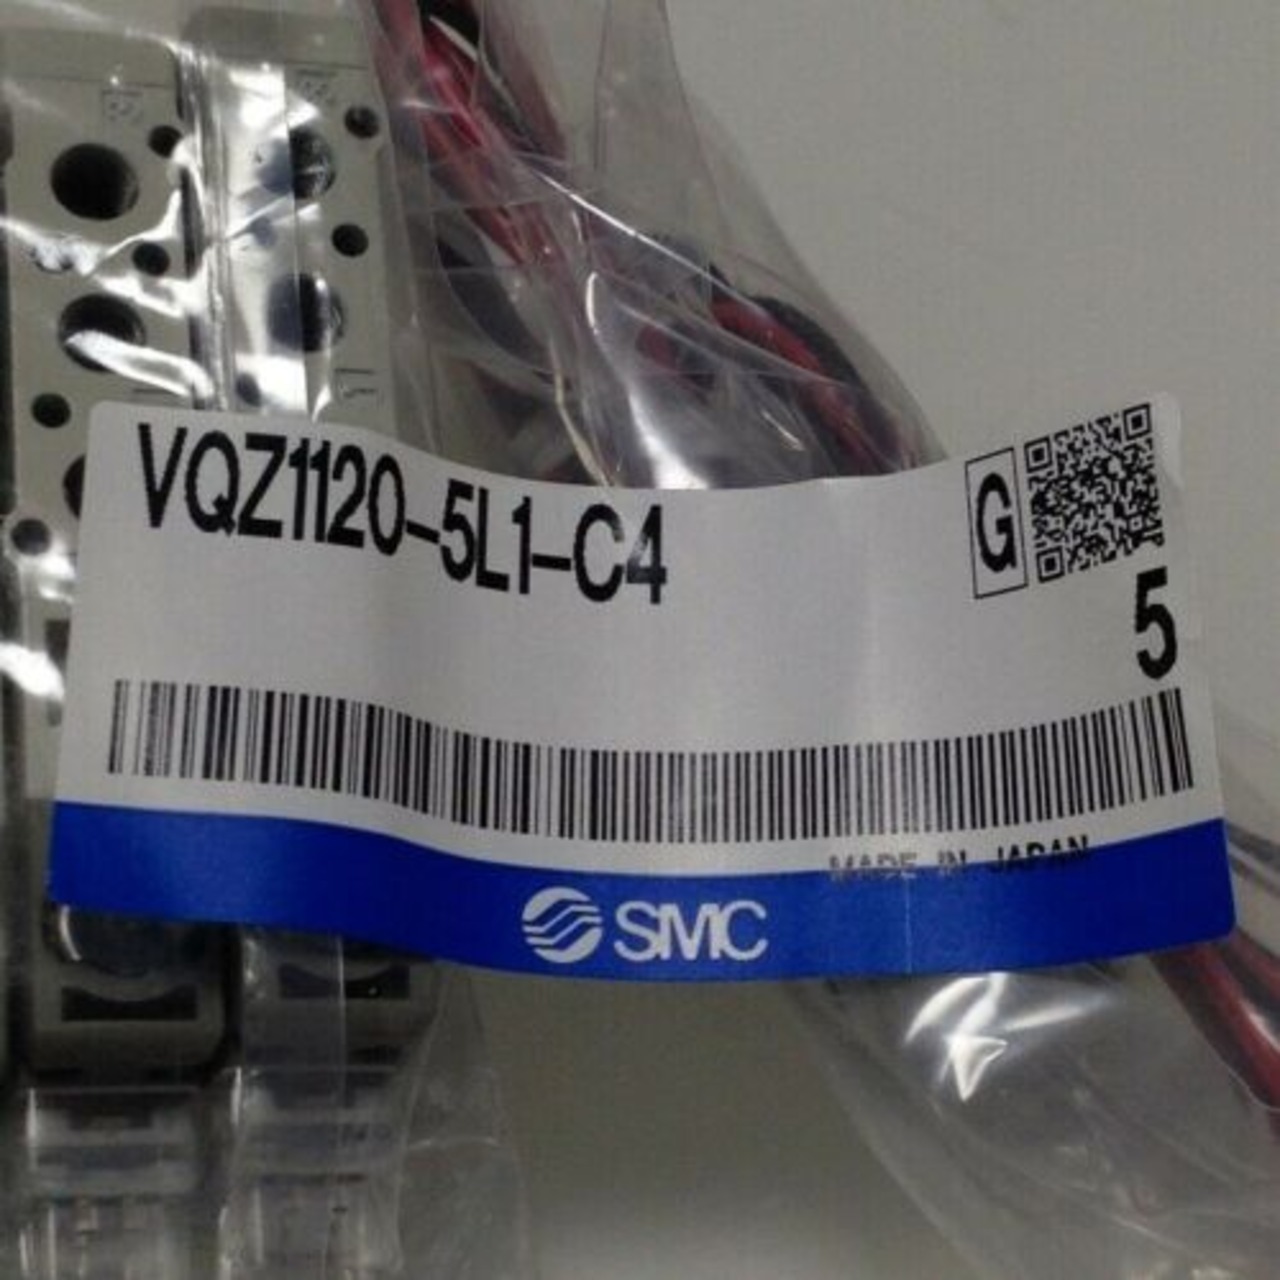 VQZ1120-5L1-C4
G
5
MADE IN JAPAN
SMC